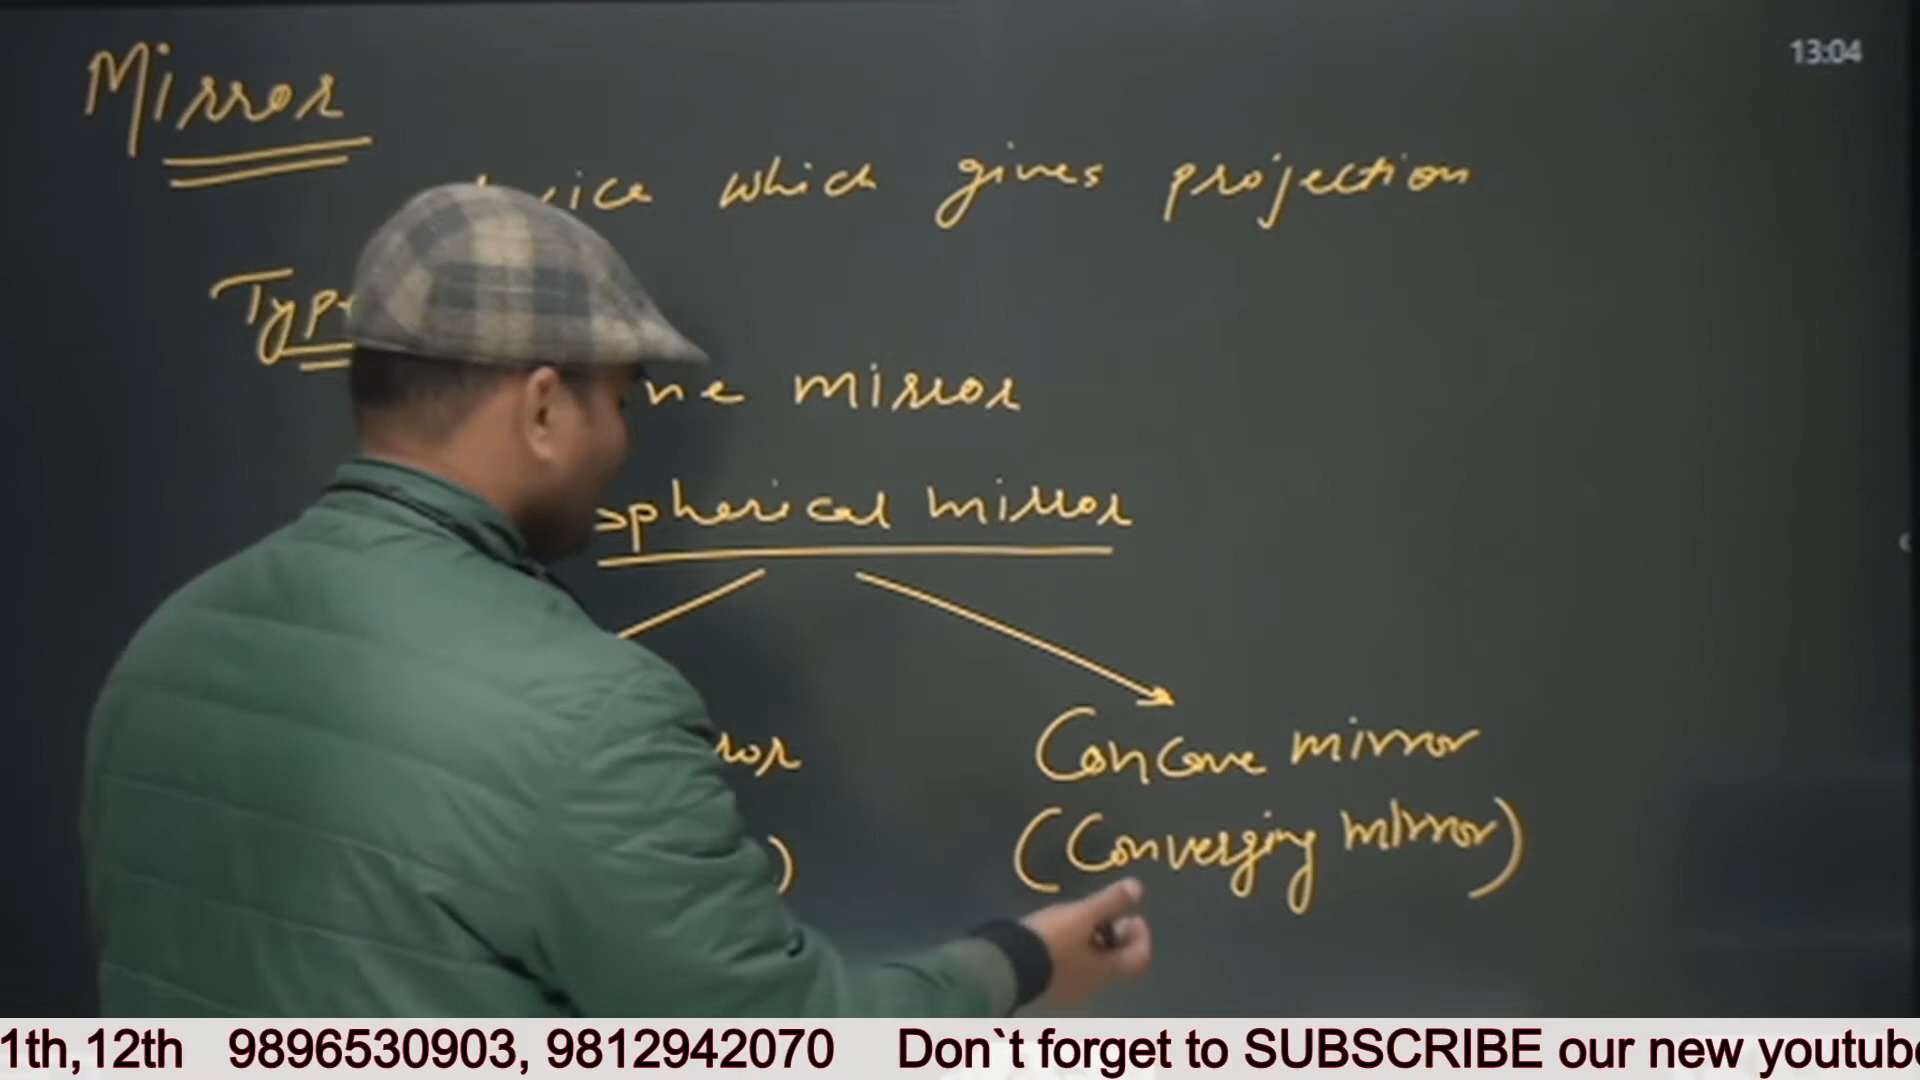 Mirror
13:04
which gives projection
mirror
spherical mirror
Concave mirror
(Converging mirror)
1th,12th 9896530903, 9812942070 Don`t forget to SUBSCRIBE our new youtube